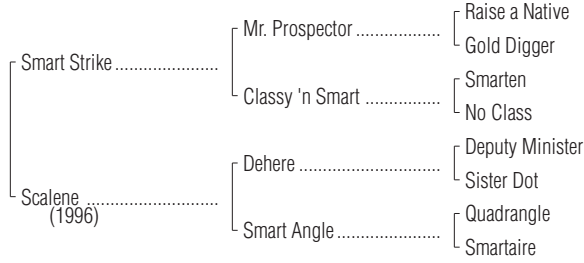 Raise a Native
Mr. Prospector ..................
Gold Digger
Smart Strike ......................
Smarten
Classy 'n Smart ................
No Class
Deputy Minister
Dehere ..............................
Sister Dot
Scalene ............................
(1996)
Quadrangle
Smart Angle ......................
Smartaire